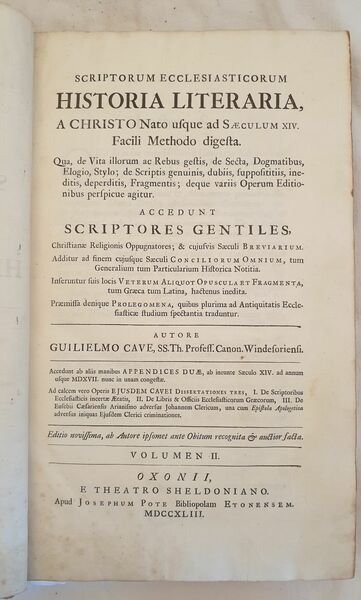 SCRIPTORUM ECCLESIASTICORUM
HISTORIA LITERARIA,
A CHRISTO Nato usque ad SÆCULUM XIV.
Facili Methodo digesta.
Qua, de Vita illorum ac Rebus gestis, de Secta, Dogmatibus,
Elogio, Stylo; de Scriptis genuinis, dubiis, supposititiis, ine-
ditis, deperditis, Fragmentis; deque variis Operum Editio-
nibus perspicue agitur.
ACCEDUNT
SCRIPTORES GENTILES,
Christianæ Religionis Oppugnatores; & cujusvis Sæculi BREVIARIUM.
Additur ad finem cujusque Sæculi CONCILIORUM OMNIUM, tum
Generalium tum Particularium Historica Notitia.
Inseruntur suis locis VETERUM ALIQUOT OPUSCULA ET FRAGMENTA,
tum Græca tum Latina, hactenus inedita.
Præmissa denique PROLEGOMENA, quibus plurima ad Antiquitatis Eccle-
siasticæ studium spectantia traduntur.
AUTORE
GUILIELMO CAVE, SS. Th. Profess. Canon. Windesoriensi.
Accedunt ab aliis manibus APPENDICES DUÆ, ab ineunte Sæculo XIV. ad annum
usque MDXVII. nunc in unam congestæ.
Ad calcem vero Operis EJUSDEM CAVEI DISSERTATIONES TRES, I. De Scriptoribus
Ecclesiasticis incertæ Ætatis, II. De Libris & Officiis Ecclesiasticorum Græcorum, III. De
Eusebii Cæsariensis Arianismo adversus Johannem Clericum, una cum Epistola Apologetica
adversus iniquas Ejusdem Clerici criminationes.
Editio novissima, ab Autore ipsomet ante Obitum recognita & auctior facta.
VOLUMEN II.
OXONII,
E THEATRO SHELDONIANO.
Apud JOSEPHUM POTE Bibliopolam ETONENSEM.
MDCCXLIII.